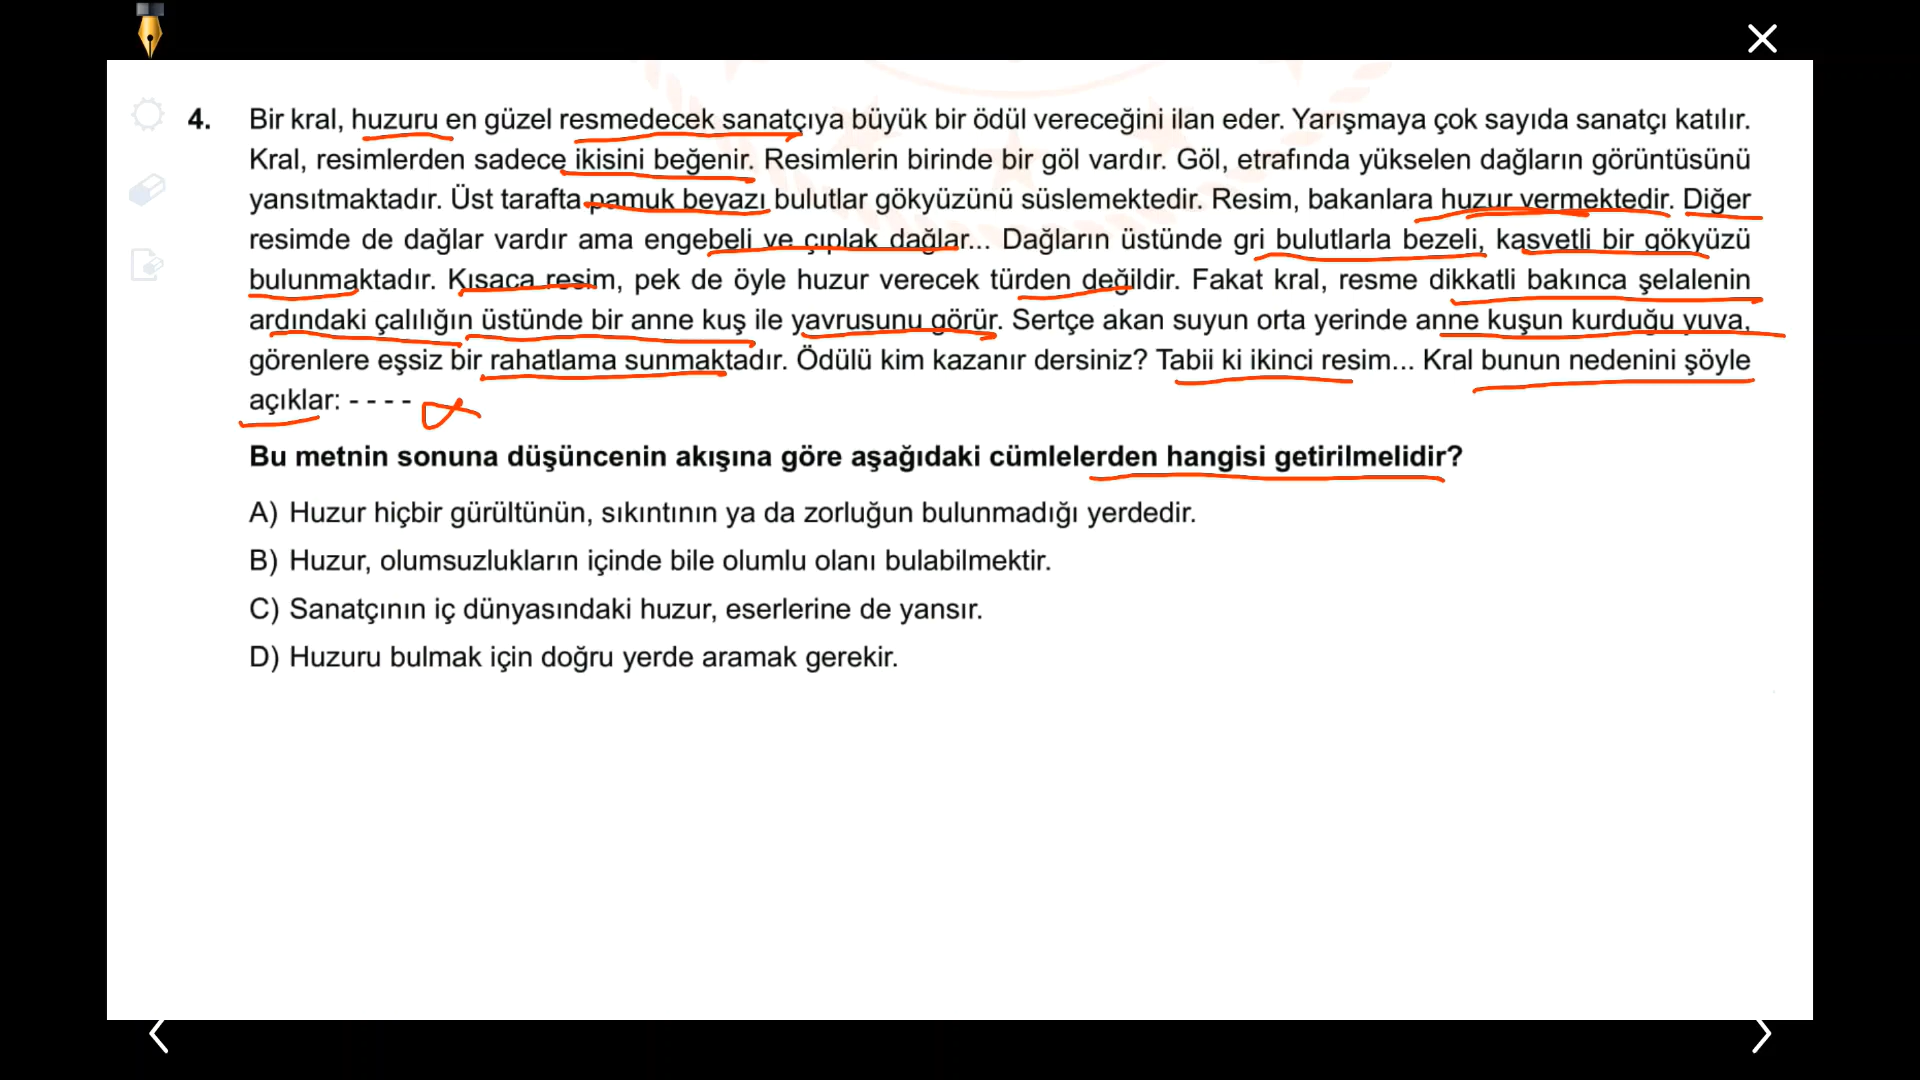 4. Bir kral, huzuru en güzel resmedecek sanatçıya büyük bir ödül vereceğini ilan eder. Yarışmaya çok sayıda sanatçı katılır.
Kral, resimlerden sadece ikisini beğenir. Resimlerin birinde bir göl vardır. Göl, etrafında yükselen dağların görüntüsünü
yansıtmaktadır. Üst tarafta pamuk beyazı bulutlar gökyüzünü süslemektedir. Resim, bakanlara huzur vermektedir. Diğer
resimde de dağlar vardır ama engebeli ve çıplak dağlar... Dağların üstünde gri bulutlarla bezeli, kasvetli bir gökyüzü
bulunmaktadır. Kısaca resim, pek de öyle huzur verecek türden değildir. Fakat kral, resme dikkatli bakınca şelalenin
ardındaki çalılığın üstünde bir anne kuş ile yavrusunu görür. Sertçe akan suyun orta yerinde anne kuşun kurduğu yuva,
görenlere eşsiz bir rahatlama sunmaktadır. Ödülü kim kazanır dersiniz? Tabii ki ikinci resim... Kral bunun nedenini şöyle
açıklar: - - - -
Bu metnin sonuna düşüncenin akışına göre aşağıdaki cümlelerden hangisi getirilmelidir?
A) Huzur hiçbir gürültünün, sıkıntının ya da zorluğun bulunmadığı yerdedir.
B) Huzur, olumsuzlukların içinde bile olumlu olanı bulabilmektir.
C) Sanatçının iç dünyasındaki huzur, eserlerine de yansır.
D) Huzuru bulmak için doğru yerde aramak gerekir.